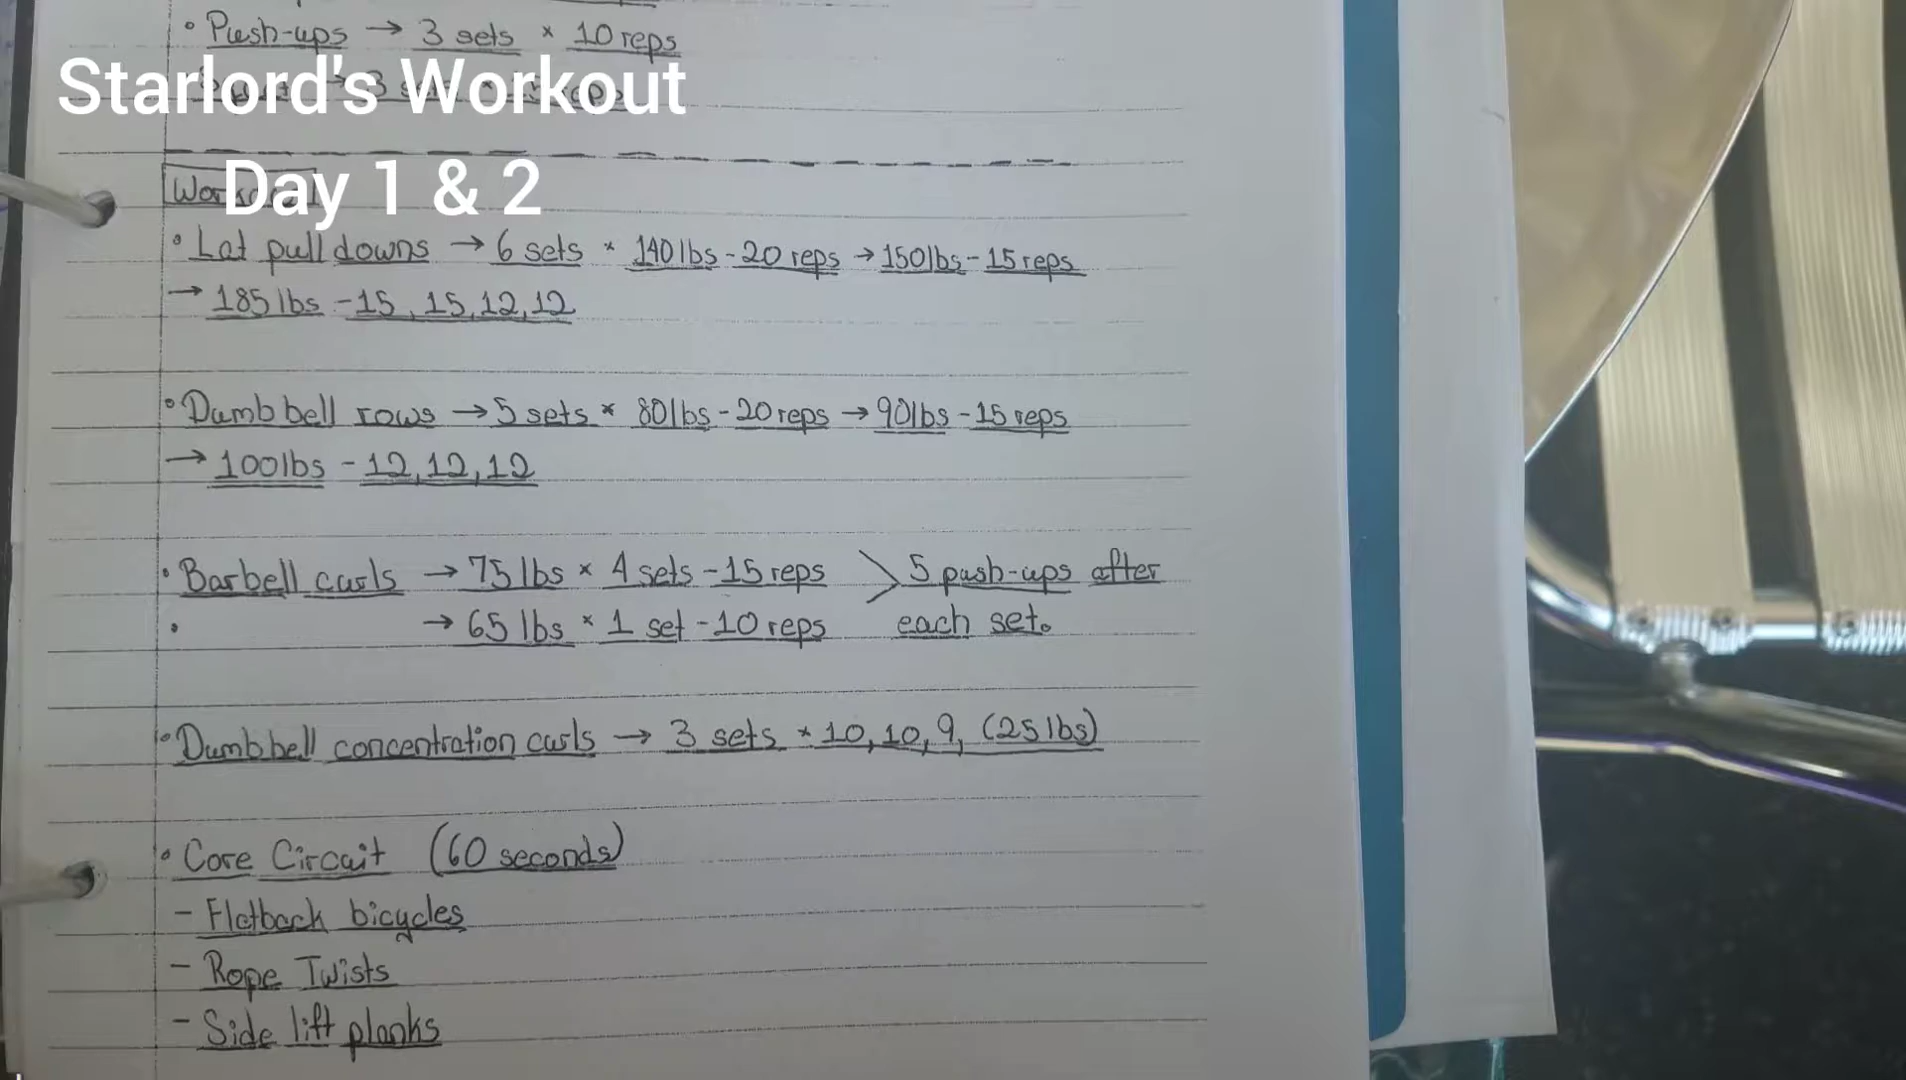 • Push-ups → 3 sets × 10 reps
Starlord's Workout
→ 3 sets
Day 1 & 2
• Lat pull downs → 6 sets × 140 lbs - 20 reps → 150 lbs - 15 reps
→ 185 lbs - 15, 15, 12, 12
• Dumbbell rows → 5 sets × 80 lbs - 20 reps → 90 lbs - 15 reps
→ 100 lbs - 12, 12, 12
• Barbell curls → 75 lbs × 4 sets - 15 reps > 5 push-ups after
• → 65 lbs × 1 set - 10 reps each set.
• Dumbbell concentration curls → 3 sets × 10, 10, 9, (25 lbs)
• Core Circuit (60 seconds)
- Flatback bicycles
- Rope Twists
- Side lift planks